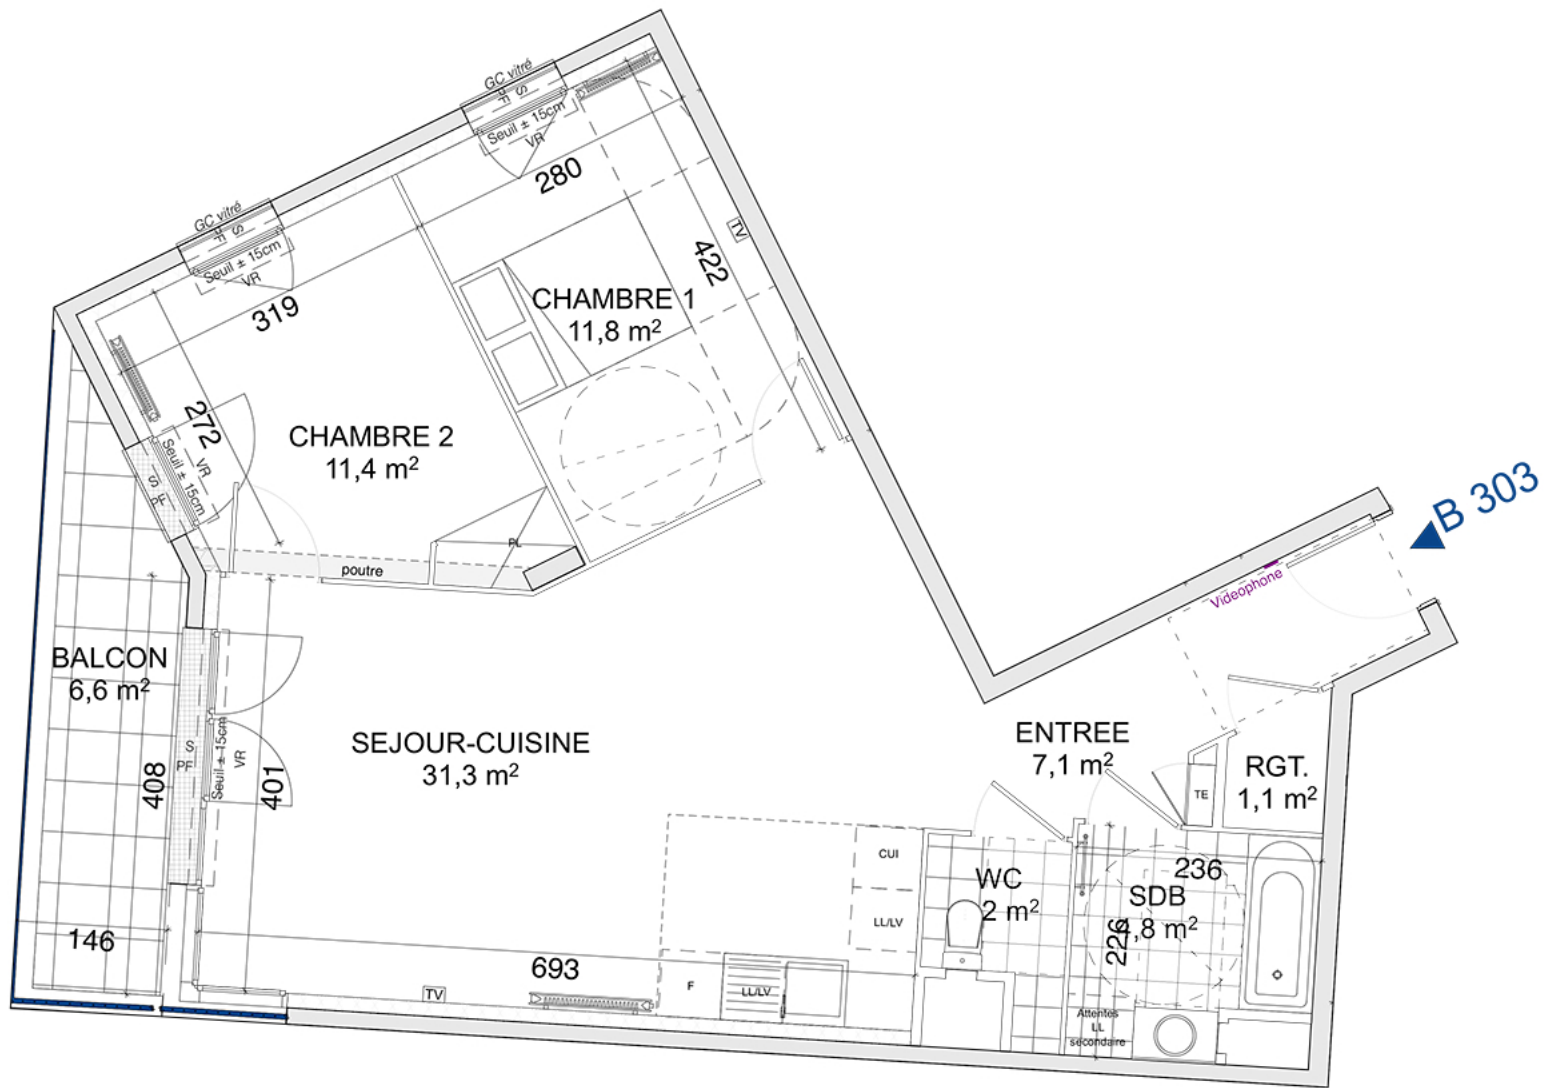 GC vitré
S
PF
Seuil ± 15cm
VR
280
GC vitré
S
PF
Seuil ± 15cm
VR
319
TV
422
CHAMBRE 1
11,8 m²
272
CHAMBRE 2
11,4 m²
VR
Seuil ± 15cm
S
PF
PL
poutre
B 303
Videophone
BALCON
6,6 m²
408
S
PF
Seuil ± 15cm
VR
401
SEJOUR-CUISINE
31,3 m²
ENTREE
7,1 m²
RGT.
1,1 m²
TE
CUI
LL/LV
WC
2 m²
236
SDB
4,8 m²
226
146
693
TV
F
LL/LV
Attentes
LL
secondaire